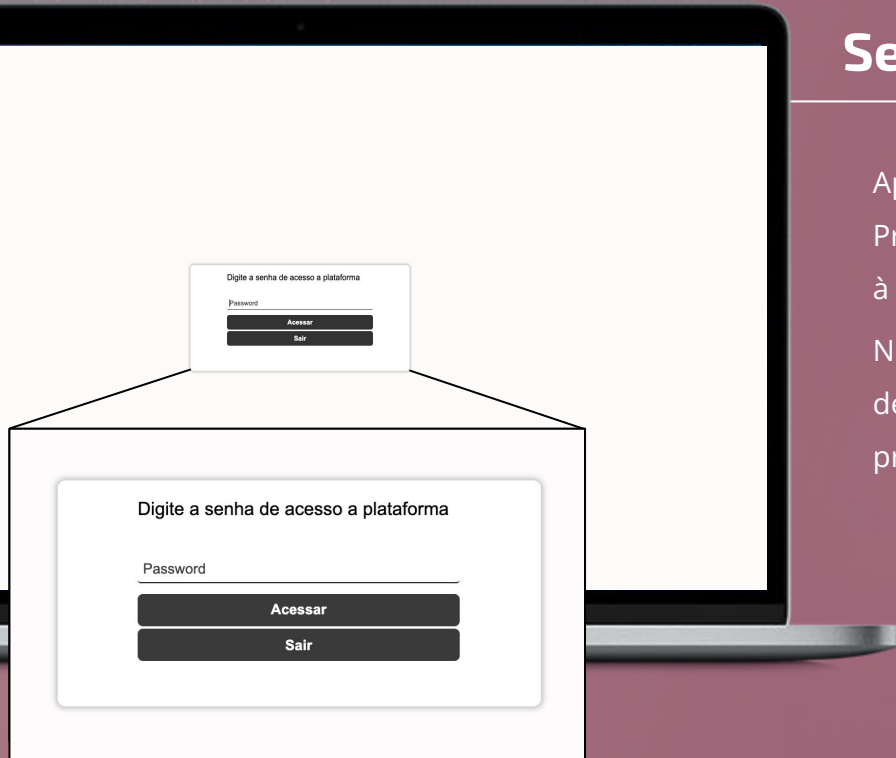 Digite a senha de acesso a plataforma
Password
Acessar
Sair
Digite a senha de acesso a plataforma
Password
Acessar
Sair
à